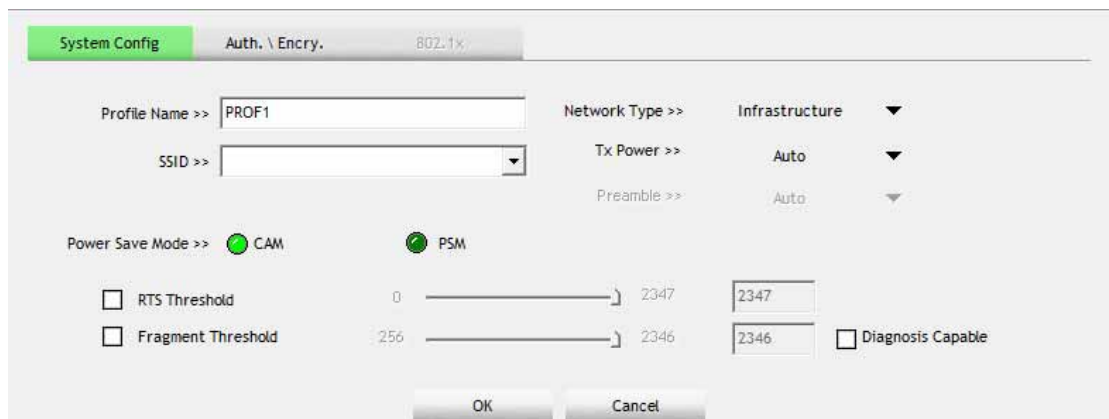 System Config Auth. \ Encry. 802.1x
Profile Name >> PROF1 Network Type >> Infrastructure
SSID >> Tx Power >> Auto
Preamble >> Auto
Power Save Mode >> CAM PSM
RTS Threshold 0 2347 2347
Fragment Threshold 256 2346 2346 Diagnosis Capable
OK Cancel